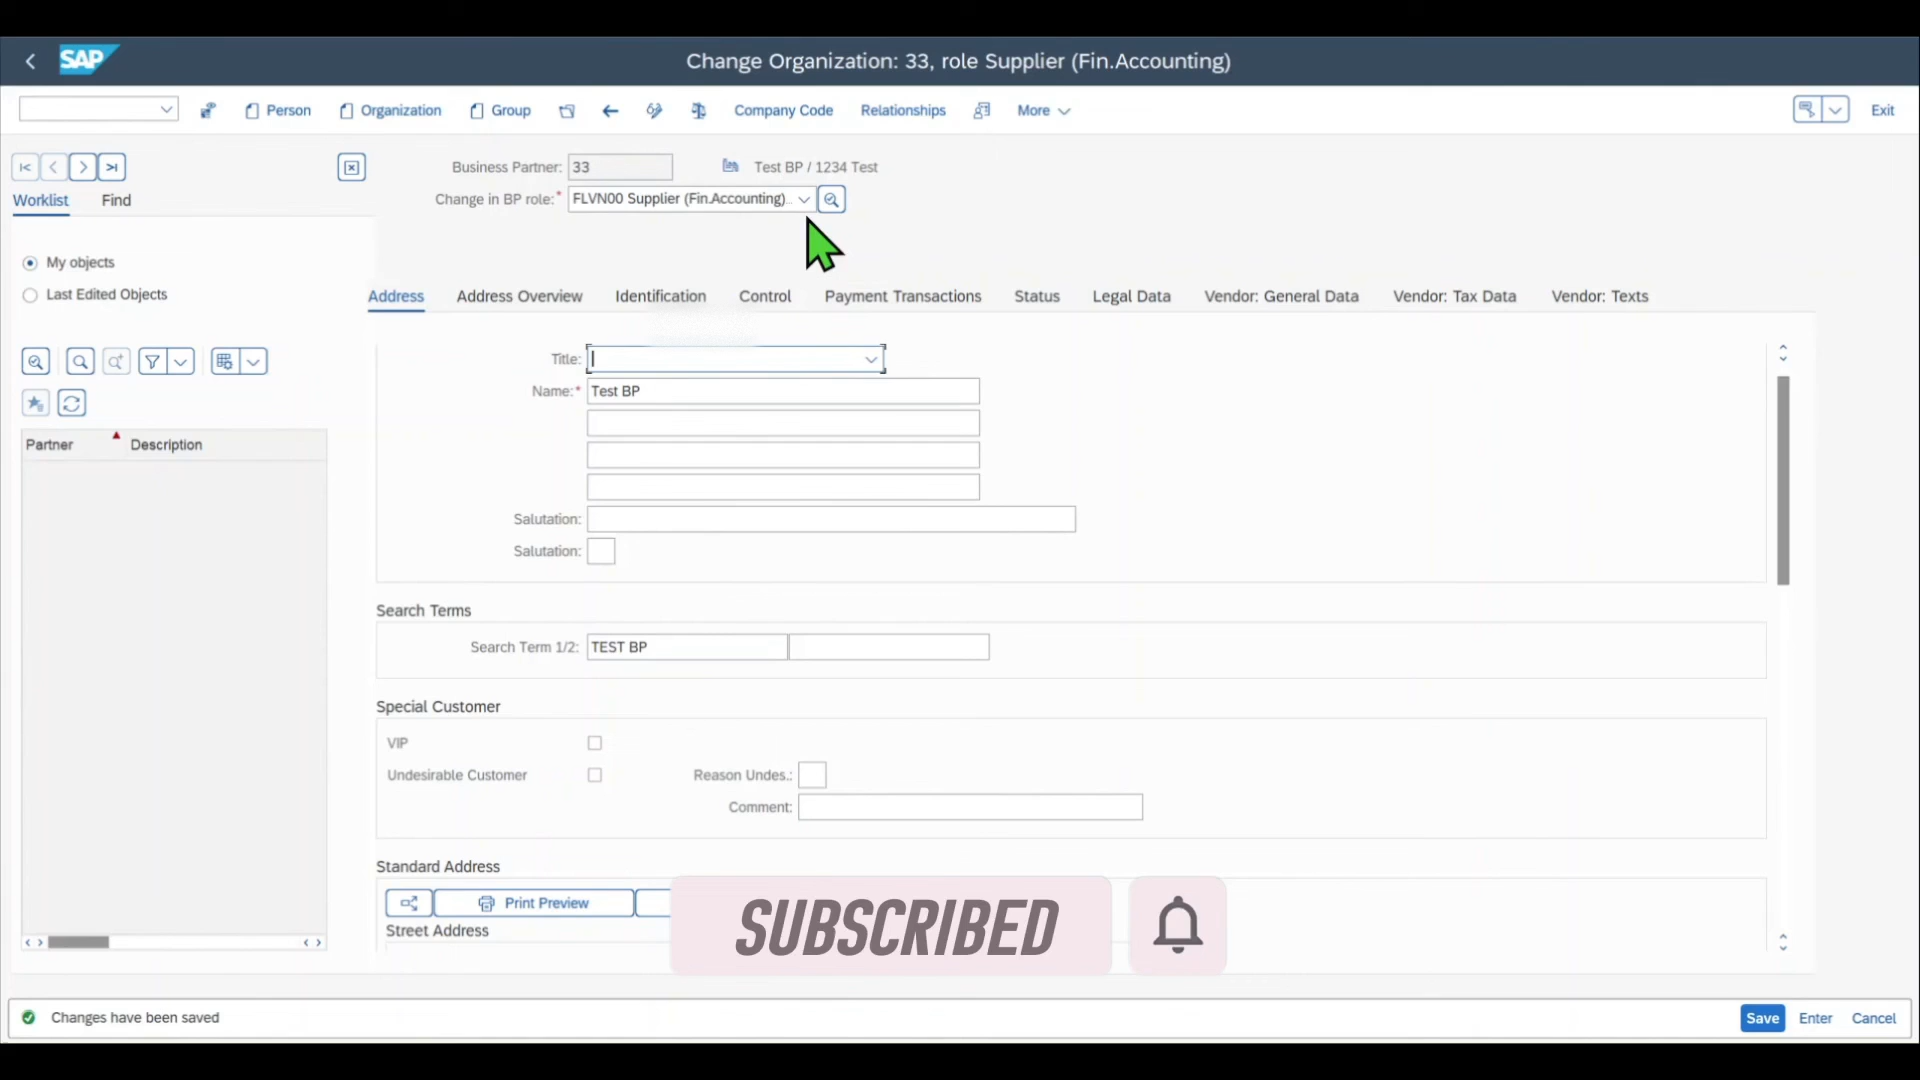 SAP
Change Organization: 33, role Supplier (Fin.Accounting)
Person Organization Group Company Code Relationships More Exit
Business Partner: 33 Test BP / 1234 Test
Worklist Find
Change in BP role:* FLVN00 Supplier (Fin.Accounting)...
My objects
Last Edited Objects
Address Address Overview Identification Control Payment Transactions Status Legal Data Vendor: General Data Vendor: Tax Data Vendor: Texts
Title:
Name:* Test BP
Partner Description
Salutation:
Salutation:
Search Terms
Search Term 1/2: TEST BP
Special Customer
VIP
Undesirable Customer Reason Undes.:
Comment:
Standard Address
Print Preview
Street Address
SUBSCRIBED
Changes have been saved
Save Enter Cancel